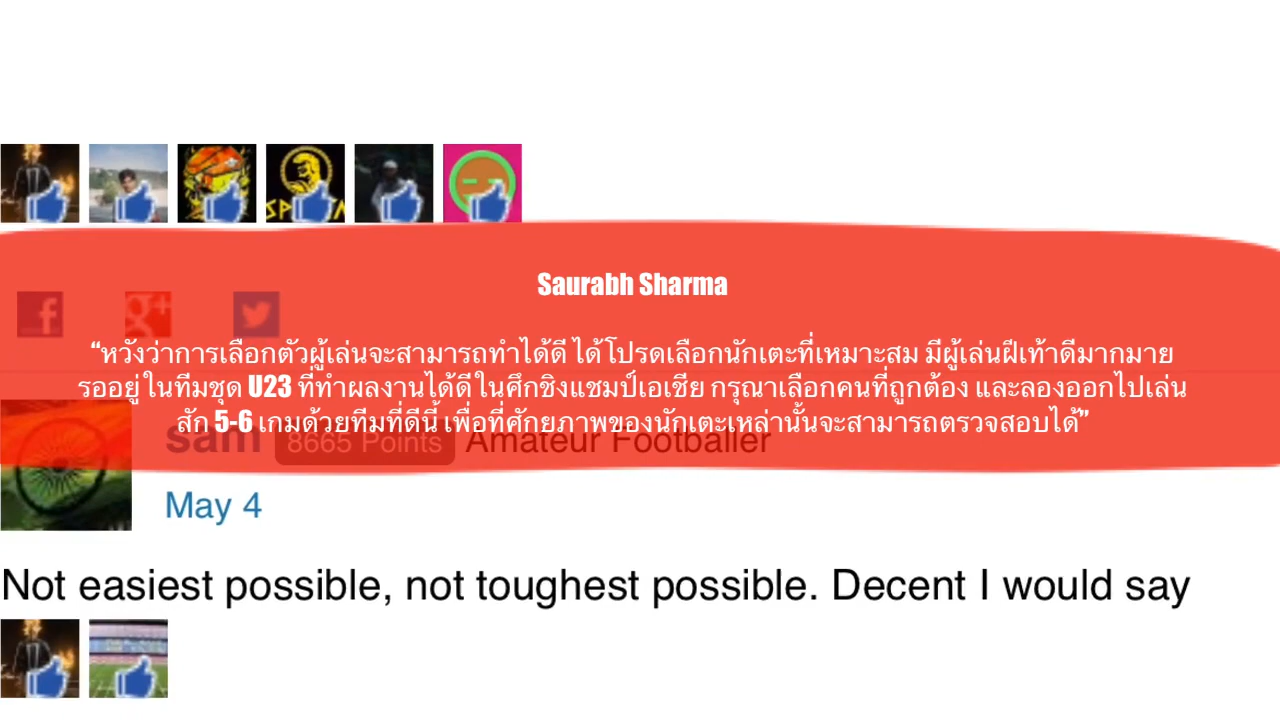 SP
Saurabh Sharma
f
g+
“หวังว่าการเลือกตัวผู้เล่นจะสามารถทำได้ดี ได้โปรดเลือกนักเตะที่เหมาะสม มีผู้เล่นฝีเท้าดีมากมาย
รออยู่ในทีมชุด U23 ที่ทำผลงานได้ดีในศึกชิงแชมป์เอเชีย กรุณาเลือกคนที่ถูกต้อง และลองออกไปเล่น
สัก 5-6 เกมด้วยทีมที่ดีนี้ เพื่อที่ศักยภาพของนักเตะเหล่านั้นจะสามารถตรวจสอบได้”
sam 8665 Points Amateur Footballer
May 4
Not easiest possible, not toughest possible. Decent I would say